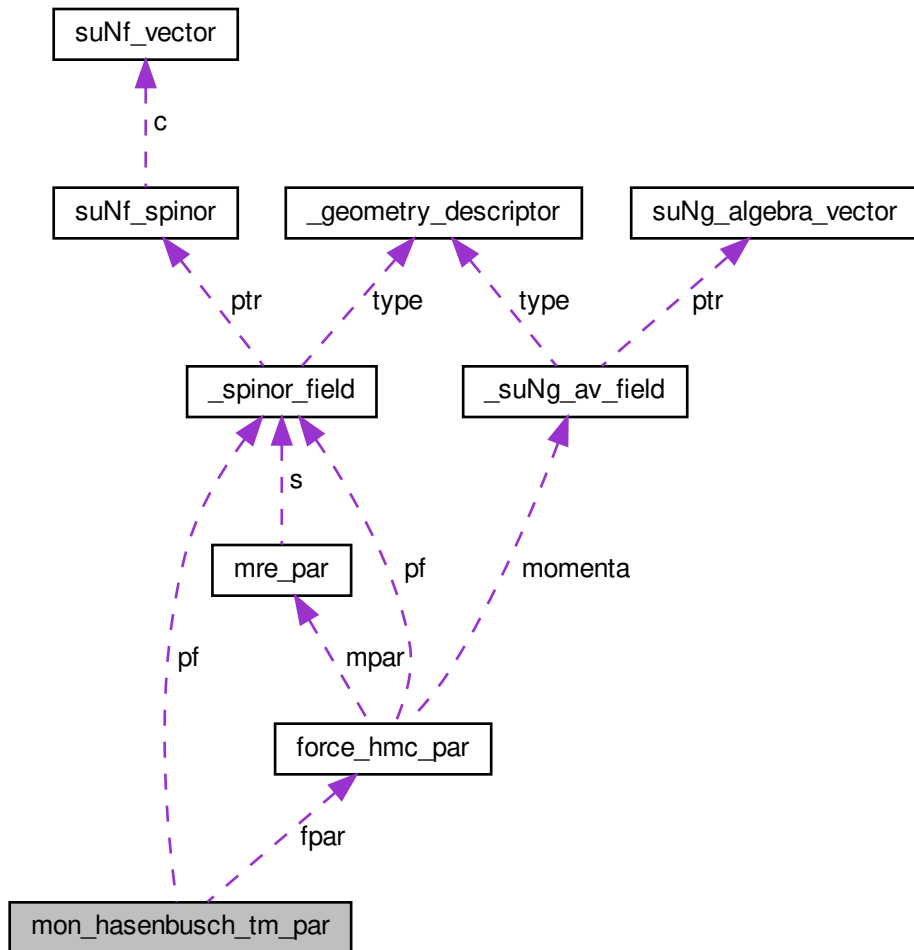 suNf_vector
c
suNf_spinor
_geometry_descriptor
suNg_algebra_vector
ptr
type
type
ptr
_spinor_field
_suNg_av_field
s
mre_par
pf
momenta
pf
mpar
force_hmc_par
fpar
mon_hasenbusch_tm_par